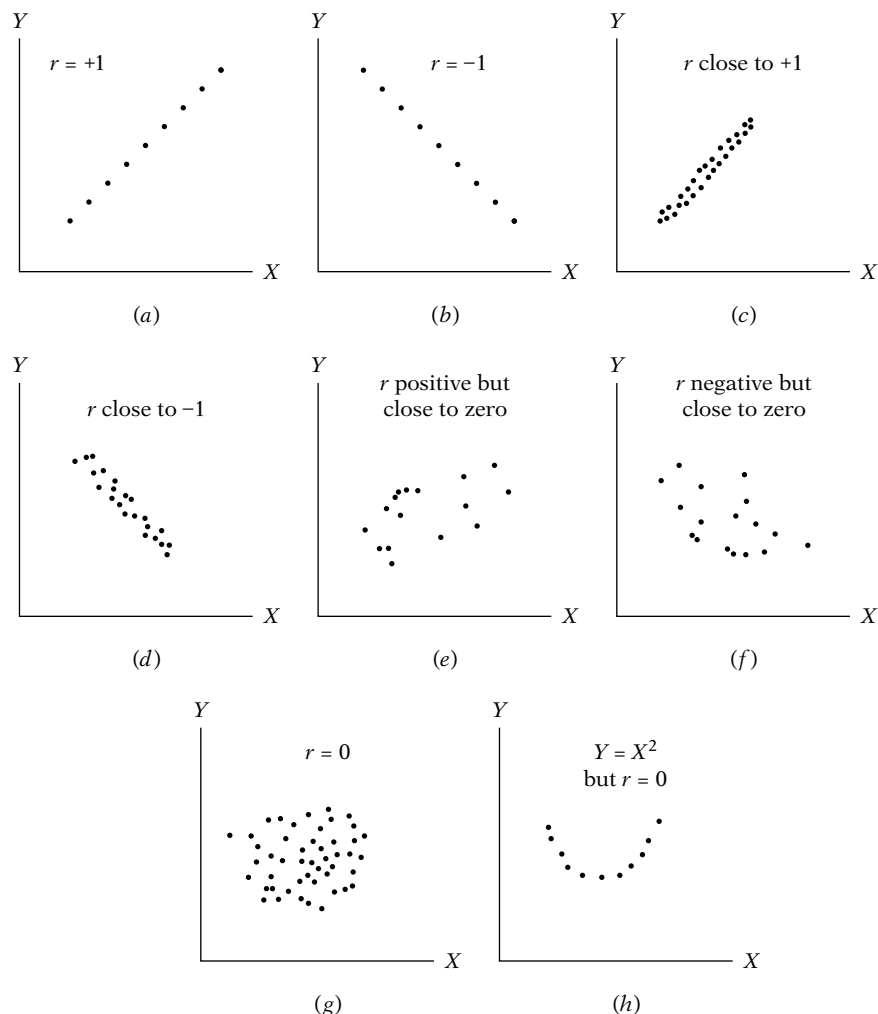 Y
r = +1
X
(a)
Y
r = −1
X
(b)
Y
r close to +1
X
(c)
Y
r close to −1
X
(d)
Y
r positive but
close to zero
X
(e)
Y
r negative but
close to zero
X
(f)
Y
r = 0
X
(g)
Y
Y = X²
but r = 0
X
(h)